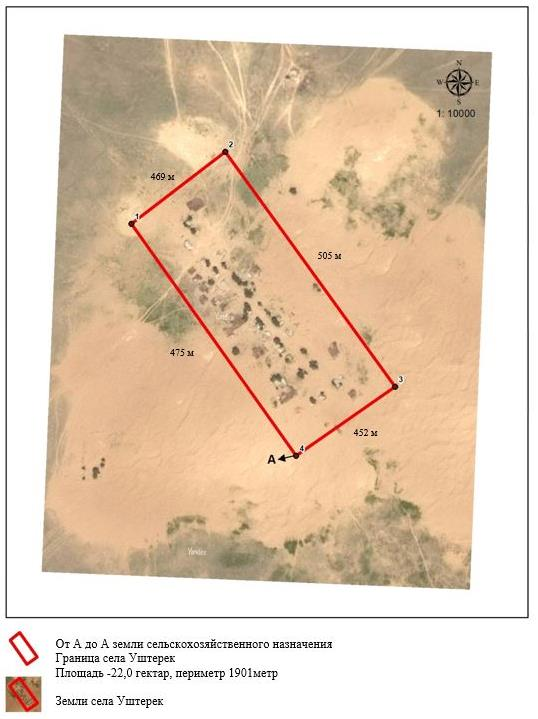 N
W E
S
1: 10000
2
469 м
1
505 м
475 м
3
452 м
4
А
Yandex
От А до А земли сельскохозяйственного назначения
Граница села Уштерек
Площадь -22,0 гектар, периметр 1901метр
Земли села Уштерек